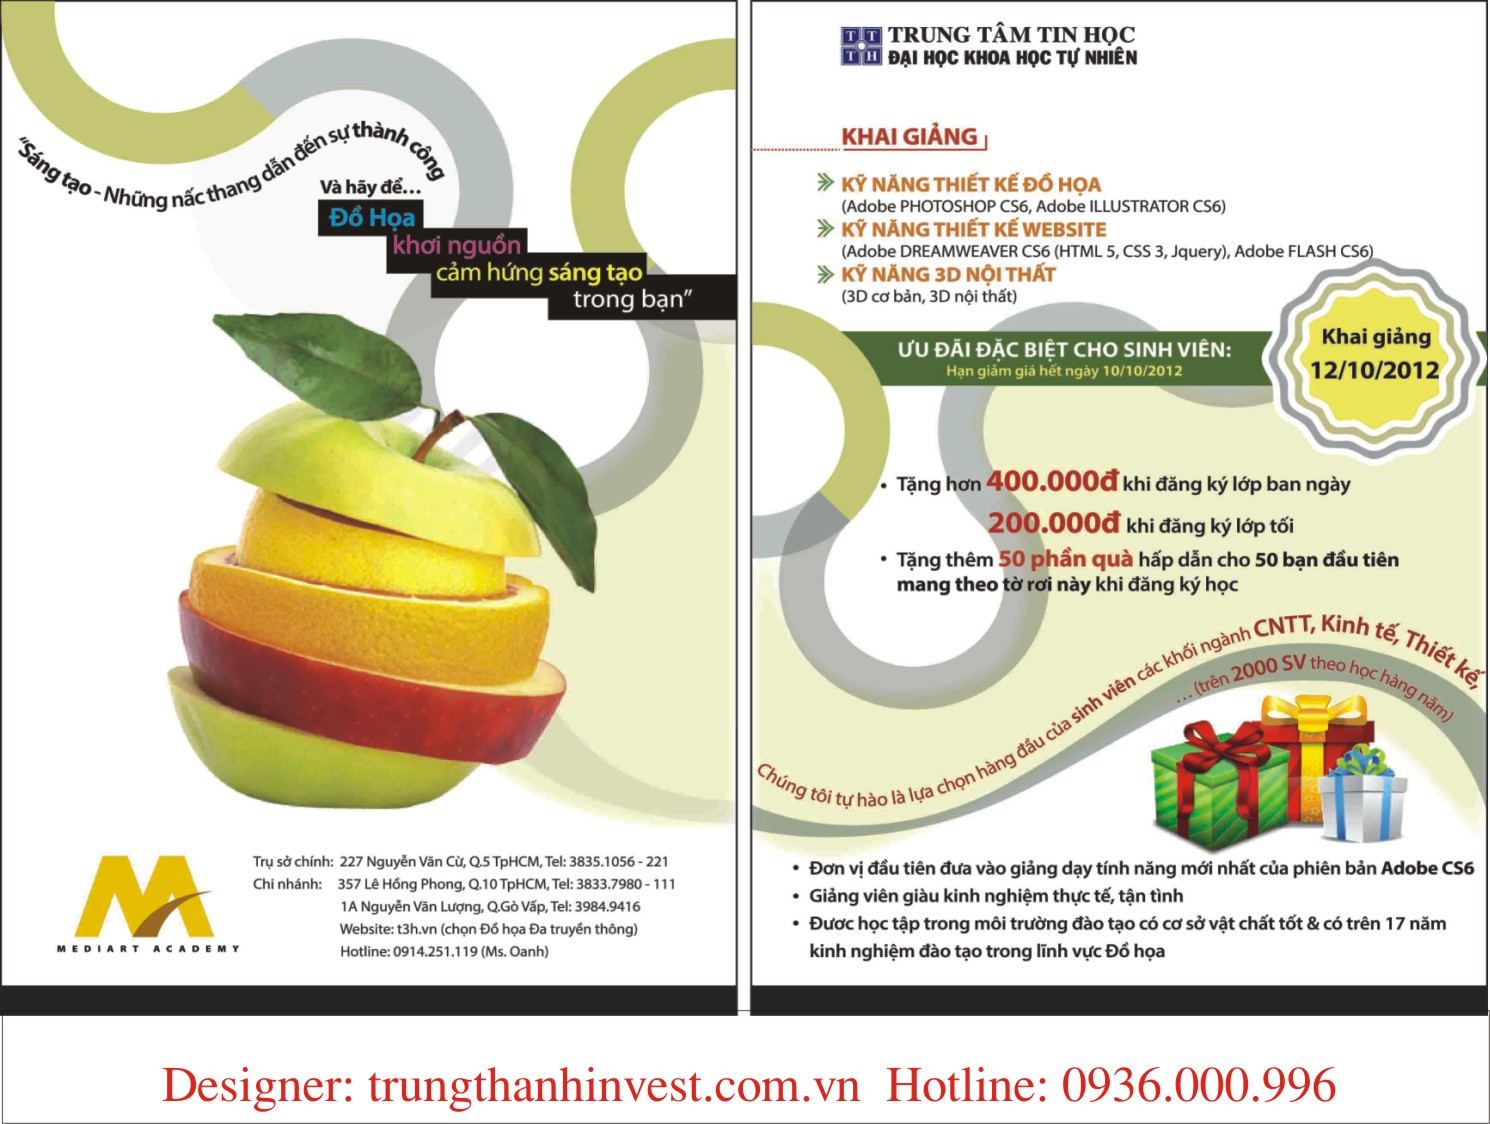 "Sáng tạo - Những nấc thang dẫn đến sự thành công
Và hãy để...
Đồ Họa
khơi nguồn
cảm hứng sáng tạo
trong bạn"
MEDIART ACADEMY
Trụ sở chính: 227 Nguyễn Văn Cừ, Q.5 TpHCM, Tel: 3835.1056 - 221
Chi nhánh: 357 Lê Hồng Phong, Q.10 TpHCM, Tel: 3833.7980 - 111
1A Nguyễn Văn Lượng, Q.Gò Vấp, Tel: 3984.9416
Website: t3h.vn (chọn Đồ họa Đa truyền thông)
Hotline: 0914.251.119 (Ms. Oanh)
T T
T H
TRUNG TÂM TIN HỌC
ĐẠI HỌC KHOA HỌC TỰ NHIÊN
KHAI GIẢNG
KỸ NĂNG THIẾT KẾ ĐỒ HỌA
(Adobe PHOTOSHOP CS6, Adobe ILLUSTRATOR CS6)
KỸ NĂNG THIẾT KẾ WEBSITE
(Adobe DREAMWEAVER CS6 (HTML 5, CSS 3, Jquery), Adobe FLASH CS6)
KỸ NĂNG 3D NỘI THẤT
(3D cơ bản, 3D nội thất)
ƯU ĐÃI ĐẶC BIỆT CHO SINH VIÊN:
Hạn giảm giá hết ngày 10/10/2012
Khai giảng
12/10/2012
• Tặng hơn 400.000đ khi đăng ký lớp ban ngày
200.000đ khi đăng ký lớp tối
• Tặng thêm 50 phần quà hấp dẫn cho 50 bạn đầu tiên
mang theo tờ rơi này khi đăng ký học
Chúng tôi tự hào là lựa chọn hàng đầu của sinh viên các khối ngành CNTT, Kinh tế, Thiết kế,
... (trên 2000 SV theo học hàng năm)
• Đơn vị đầu tiên đưa vào giảng dạy tính năng mới nhất của phiên bản Adobe CS6
• Giảng viên giàu kinh nghiệm thực tế, tận tình
• Đươc học tập trong môi trường đào tạo có cơ sở vật chất tốt & có trên 17 năm
kinh nghiệm đào tạo trong lĩnh vực Đồ họa
Designer: trungthanhinvest.com.vn Hotline: 0936.000.996